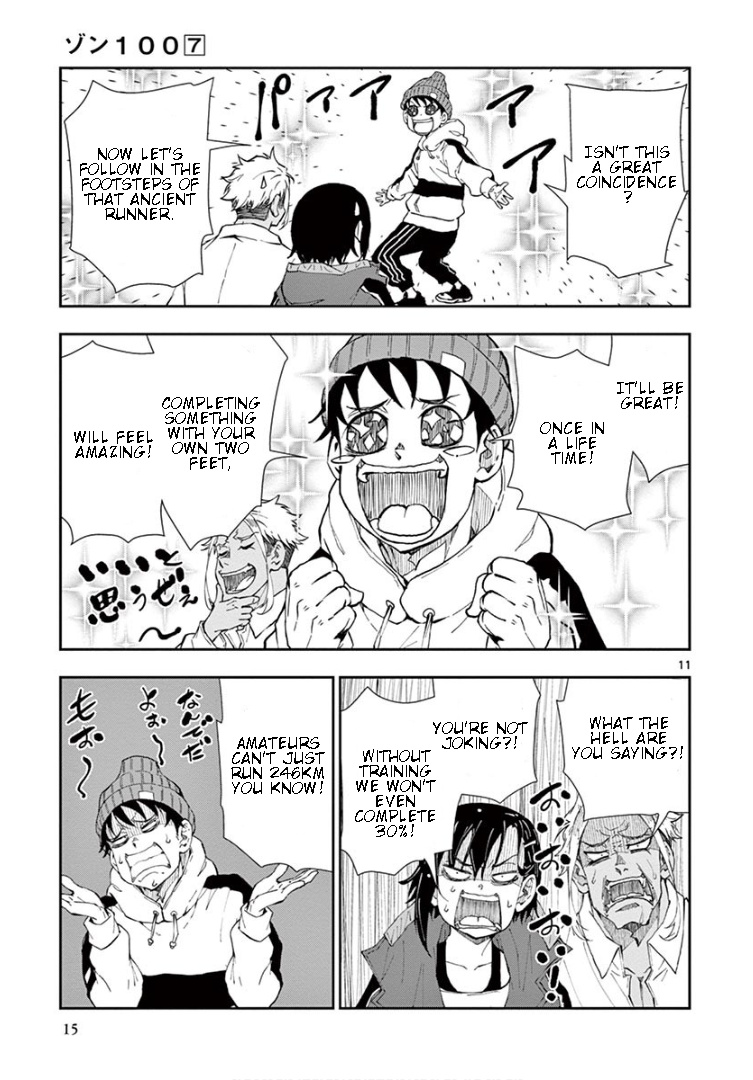 ゾン１００7
ISN'T THIS
A GREAT
COINCIDENCE
?
パァァァァ
NOW LET'S
FOLLOW IN THE
FOOTSTEPS OF
THAT ANCIENT
RUNNER.
IT'LL BE
GREAT!
ONCE IN
A LIFE
TIME!
COMPLETING
SOMETHING
WITH YOUR
OWN TWO
FEET,
WILL FEEL
AMAZING!
いいと
思うぜぇ
〜
11
WHAT THE
HELL ARE
YOU SAYING?!
YOU'RE NOT
JOKING?!
WITHOUT
TRAINING
WE WON'T
EVEN
COMPLETE
30%!
AMATEURS
CAN'T JUST
RUN 246KM
YOU KNOW!
なんでだ
よぉ〜
もぉ〜
15